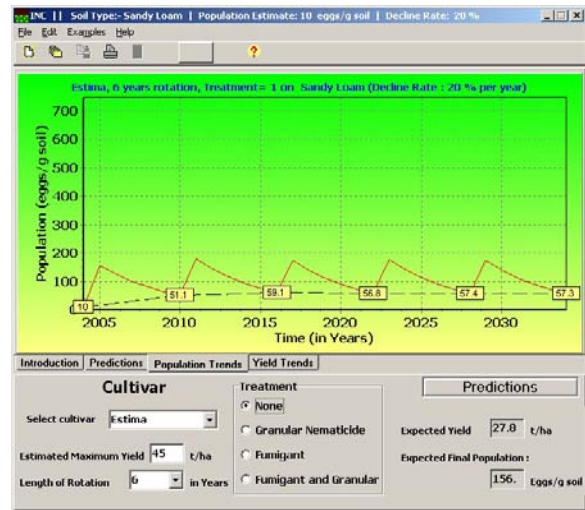 INC || Soil Type:- Sandy Loam | Population Estimate: 10 eggs/g soil | Decline Rate: 20 %
File Edit Examples Help
?
Estima, 6 years rotation, Treatment= 1 on Sandy Loam (Decline Rate : 20 % per year)
Population (eggs/g soil)
700
600
500
400
300
200
100
0
10
51.1
59.1
56.8
57.4
57.3
2005 2010 2015 2020 2025 2030
Time (in Years)
Introduction Predictions Population Trends Yield Trends
Cultivar
Select cultivar Estima
Estimated Maximum Yield 45 t/ha
Length of Rotation 6 in Years
Treatment
None
Granular Nematicide
Fumigant
Fumigant and Granular
Predictions
Expected Yield 27.8 t/ha
Expected Final Population :
156. Eggs/g soil